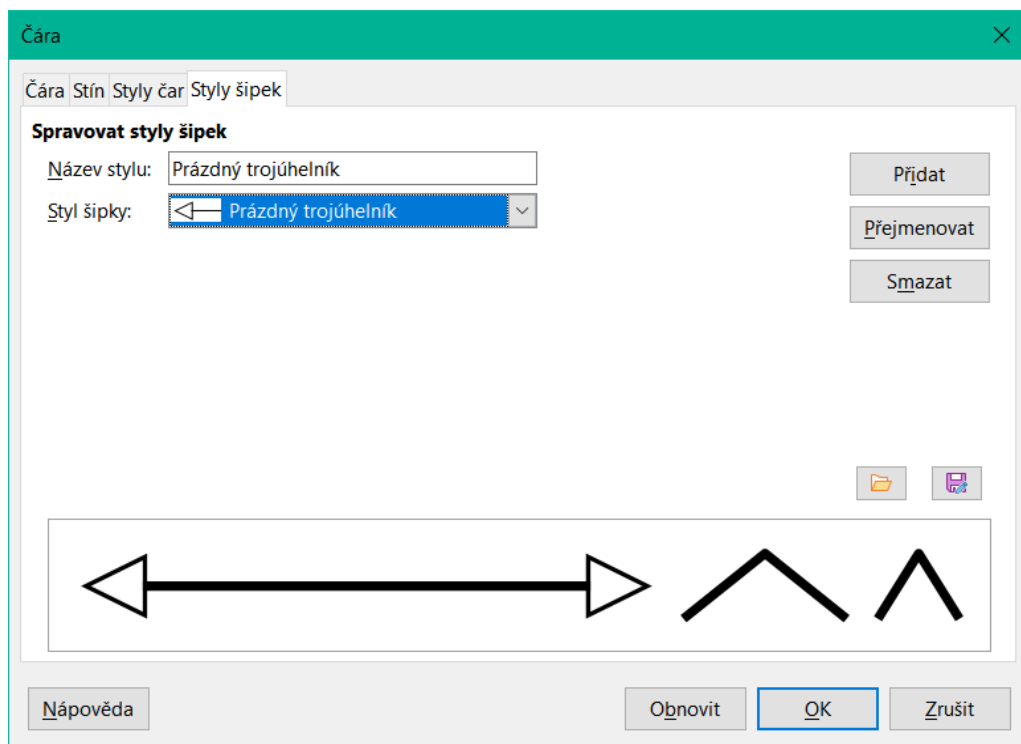 Čára
Čára Stín Styly čar Styly šipek
Spravovat styly šipek
Název stylu: Prázdný trojúhelník
Přidat
Styl šipky: Prázdný trojúhelník
Přejmenovat
Smazat
Nápověda Obnovit OK Zrušit